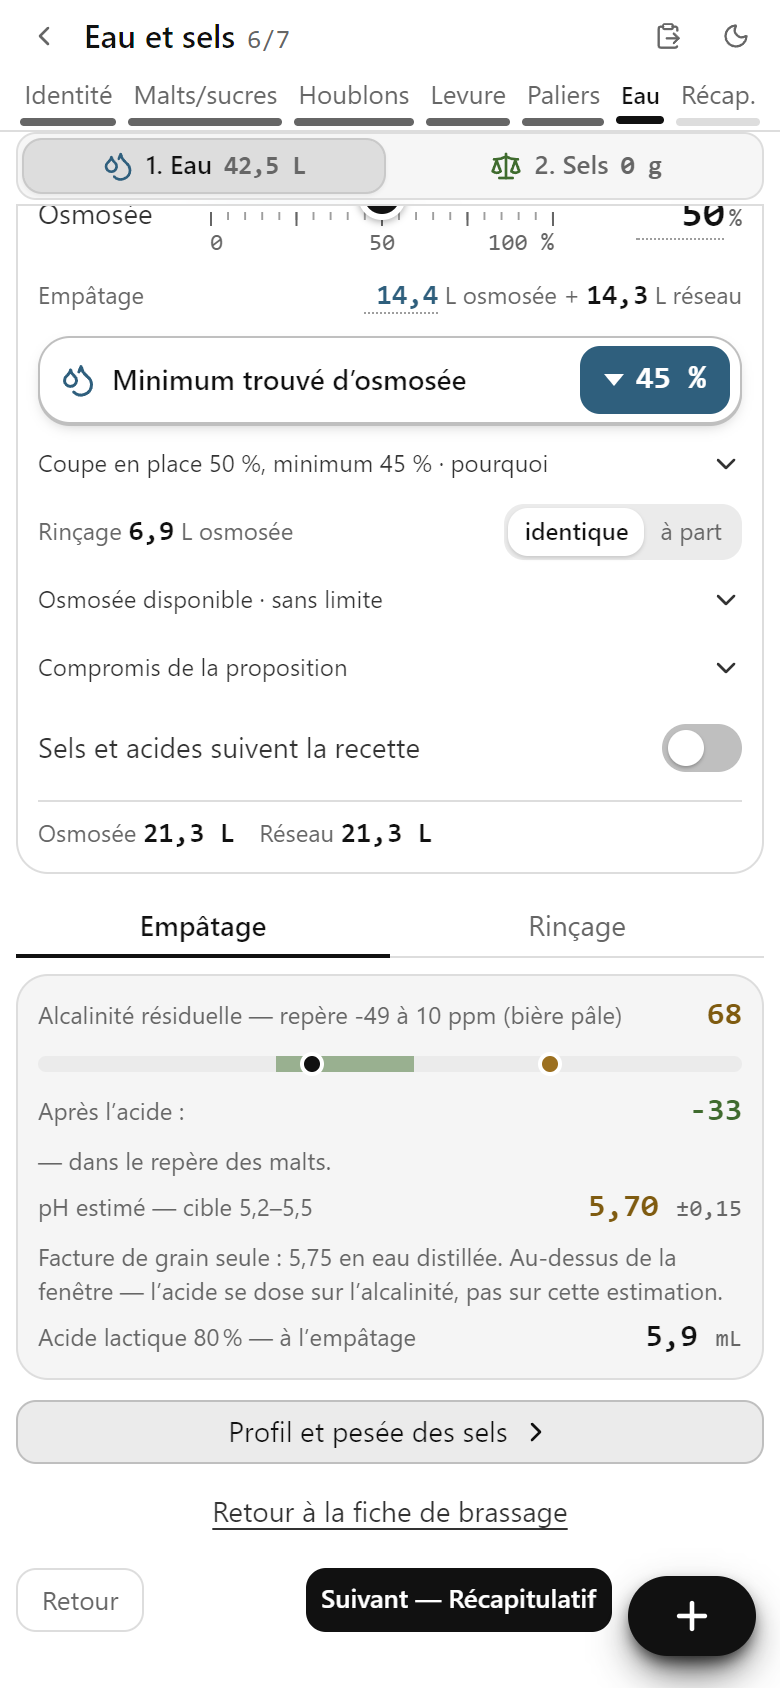 Eau et sels 6/7
Identité Malts/sucres Houblons Levure Paliers Eau Récap.
1. Eau 42,5 L 2. Sels 0 g
Osmosée 50 %
0 50 100 %
Empâtage 14,4 L osmosée + 14,3 L réseau
Minimum trouvé d’osmosée 45 %
Coupe en place 50 %, minimum 45 % · pourquoi
Rinçage 6,9 L osmosée identique à part
Osmosée disponible · sans limite
Compromis de la proposition
Sels et acides suivent la recette
Osmosée 21,3 L Réseau 21,3 L
Empâtage Rinçage
Alcalinité résiduelle — repère -49 à 10 ppm (bière pâle) 68
Après l’acide : -33
— dans le repère des malts.
pH estimé — cible 5,2–5,5 5,70 ±0,15
Facture de grain seule : 5,75 en eau distillée. Au-dessus de la
fenêtre — l’acide se dose sur l’alcalinité, pas sur cette estimation.
Acide lactique 80 % — à l’empâtage 5,9 mL
Profil et pesée des sels
Retour à la fiche de brassage
Retour Suivant — Récapitulatif